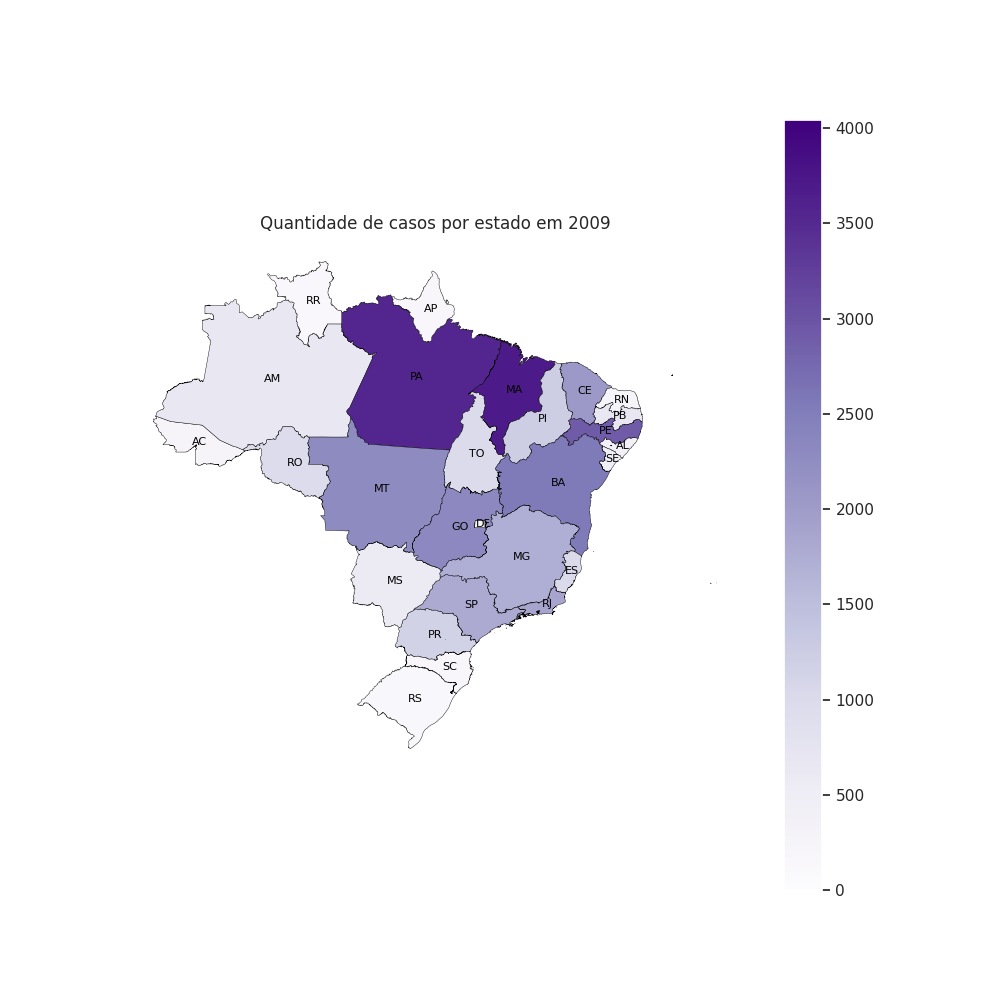 Quantidade de casos por estado em 2009
RR
AP
AM
PA
MA
CE
RN
PI
PB
PE
AC
AL
TO
SE
RO
BA
MT
GO
DF
MG
ES
MS
SP
RJ
PR
SC
RS
4000
3500
3000
2500
2000
1500
1000
500
0